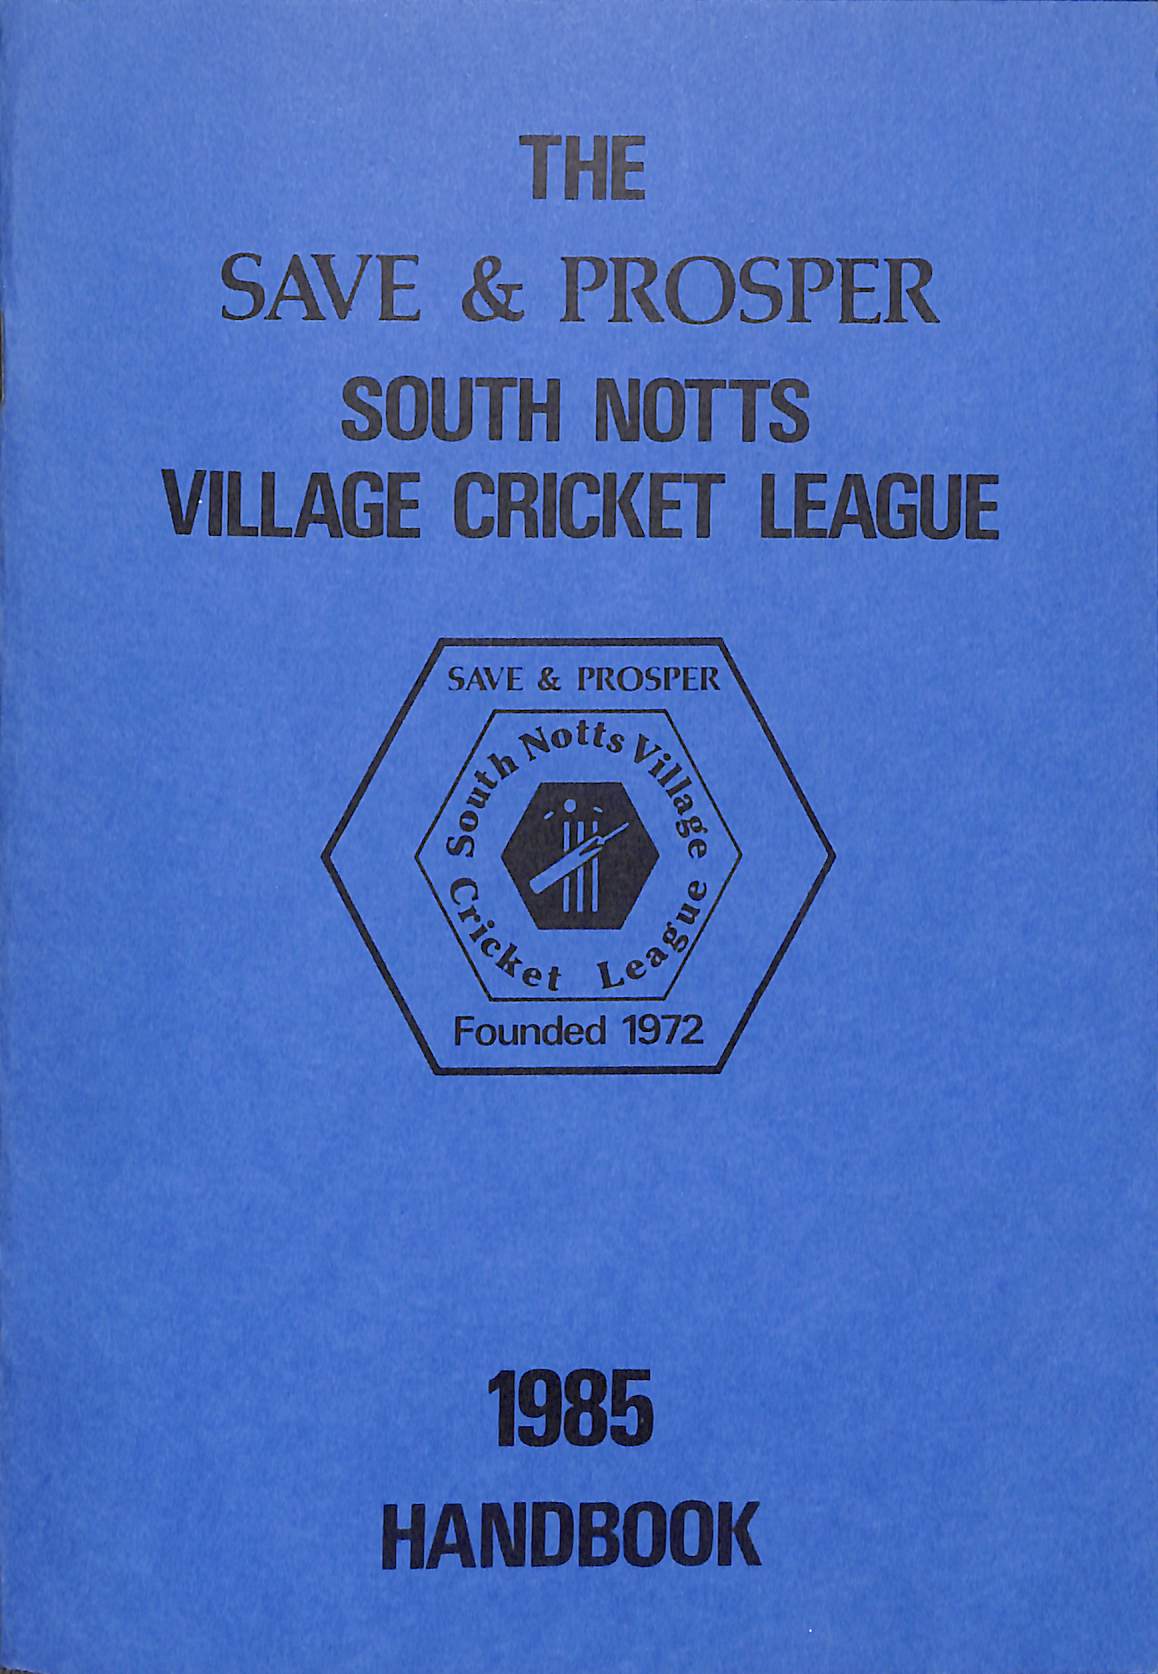 THE
SAVE & PROSPER
SOUTH NOTTS
VILLAGE CRICKET LEAGUE
SAVE & PROSPER
South Notts Village
Cricket League
Founded 1972
1985
HANDBOOK